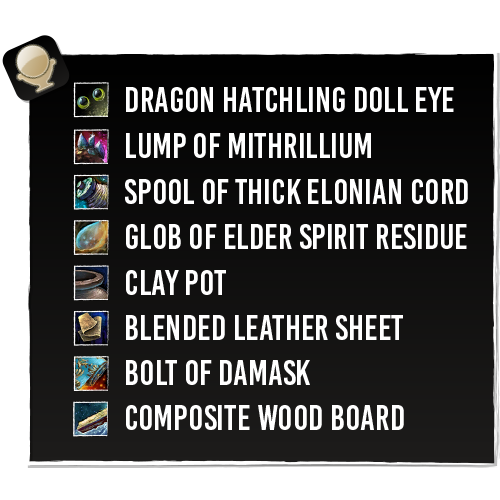 DRAGON HATCHLING DOLL EYE
LUMP OF MITHRILLIUM
SPOOL OF THICK ELONIAN CORD
GLOB OF ELDER SPIRIT RESIDUE
CLAY POT
BLENDED LEATHER SHEET
BOLT OF DAMASK
COMPOSITE WOOD BOARD